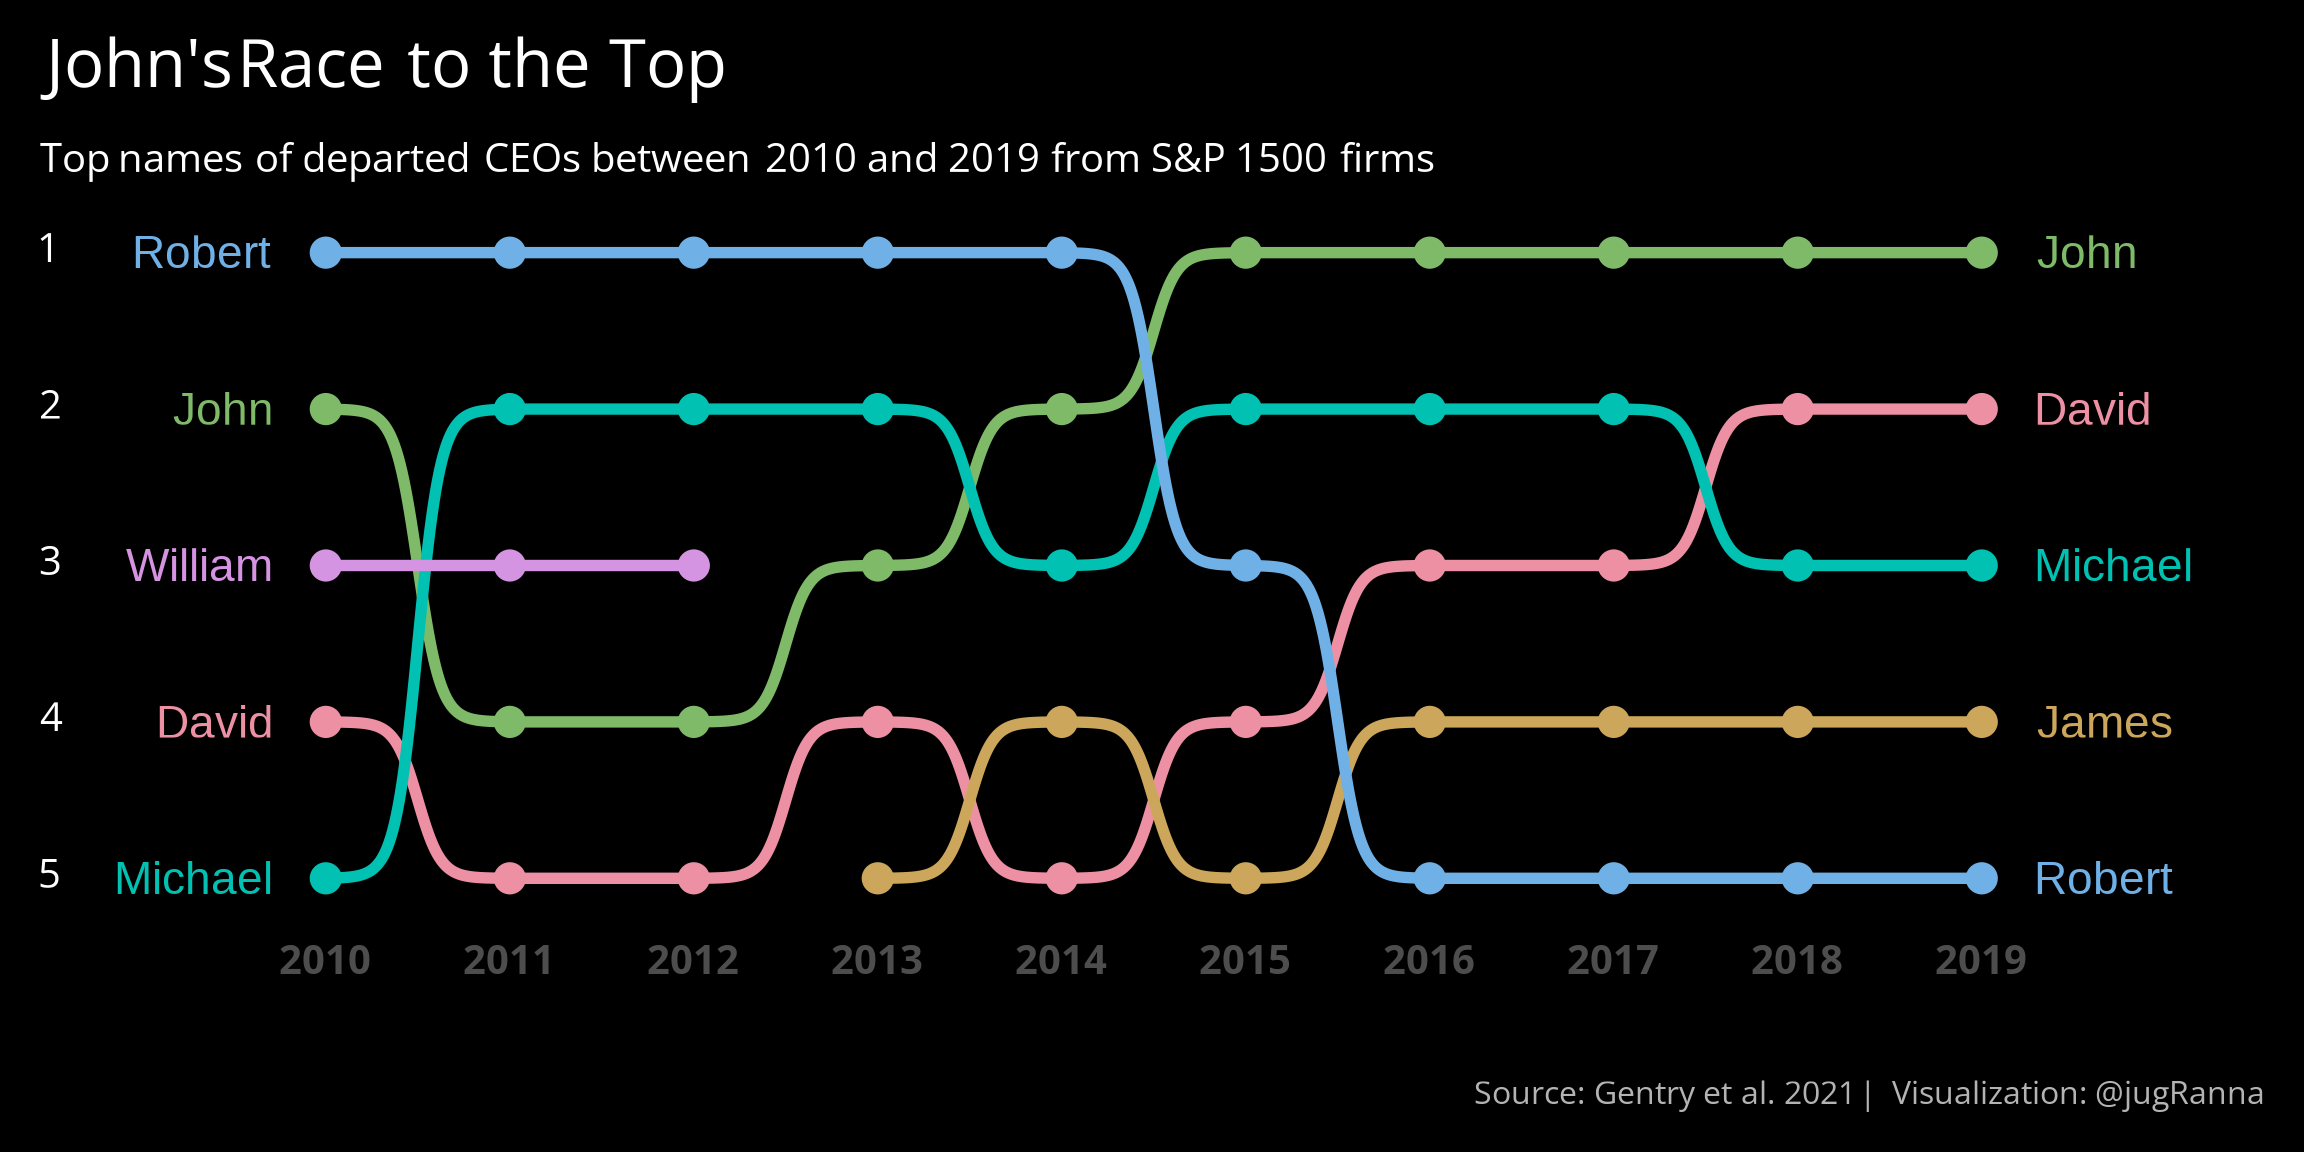 John's Race to the Top
Top names of departed CEOs between 2010 and 2019 from S&P 1500 firms
1 Robert John
2 John David
3 William Michael
4 David James
5 Michael Robert
2010 2011 2012 2013 2014 2015 2016 2017 2018 2019
Source: Gentry et al. 2021 | Visualization: @jugRanna